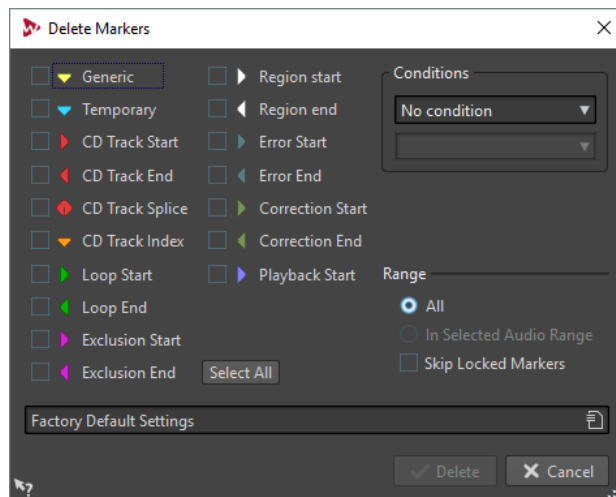 Delete Markers
Generic
Temporary
CD Track Start
CD Track End
CD Track Splice
CD Track Index
Loop Start
Loop End
Exclusion Start
Exclusion End
Region start
Region end
Error Start
Error End
Correction Start
Correction End
Playback Start
Select All
Conditions
No condition
Range
All
In Selected Audio Range
Skip Locked Markers
Factory Default Settings
Delete
Cancel
?